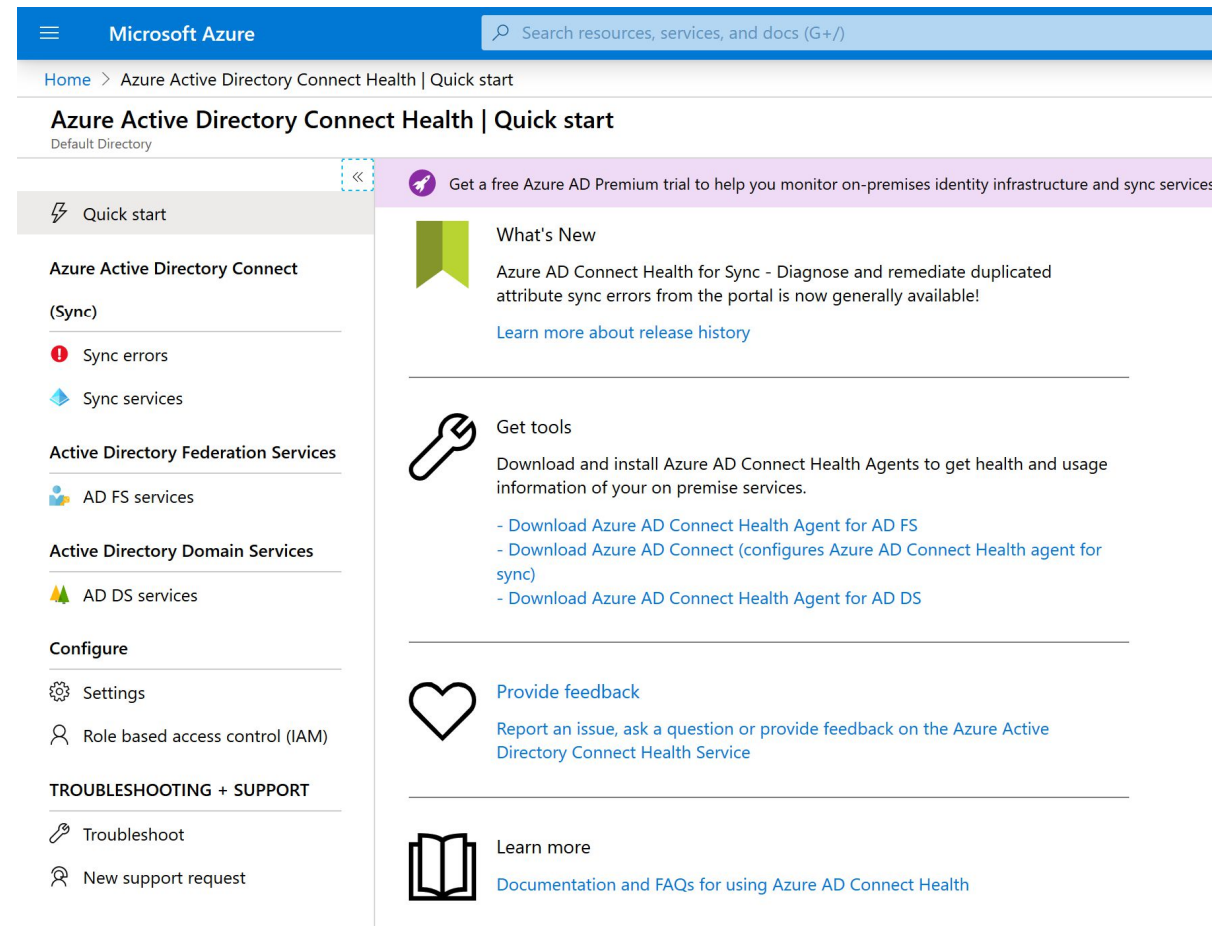 Microsoft Azure
Search resources, services, and docs (G+/)
Home > Azure Active Directory Connect Health | Quick start
Azure Active Directory Connect Health | Quick start
Default Directory
«
Quick start
Azure Active Directory Connect
(Sync)
Sync errors
Sync services
Active Directory Federation Services
AD FS services
Active Directory Domain Services
AD DS services
Configure
Settings
Role based access control (IAM)
TROUBLESHOOTING + SUPPORT
Troubleshoot
New support request
Get a free Azure AD Premium trial to help you monitor on-premises identity infrastructure and sync services
What's New
Azure AD Connect Health for Sync - Diagnose and remediate duplicated
attribute sync errors from the portal is now generally available!
Learn more about release history
Get tools
Download and install Azure AD Connect Health Agents to get health and usage
information of your on premise services.
- Download Azure AD Connect Health Agent for AD FS
- Download Azure AD Connect (configures Azure AD Connect Health agent for
sync)
- Download Azure AD Connect Health Agent for AD DS
Provide feedback
Report an issue, ask a question or provide feedback on the Azure Active
Directory Connect Health Service
Learn more
Documentation and FAQs for using Azure AD Connect Health